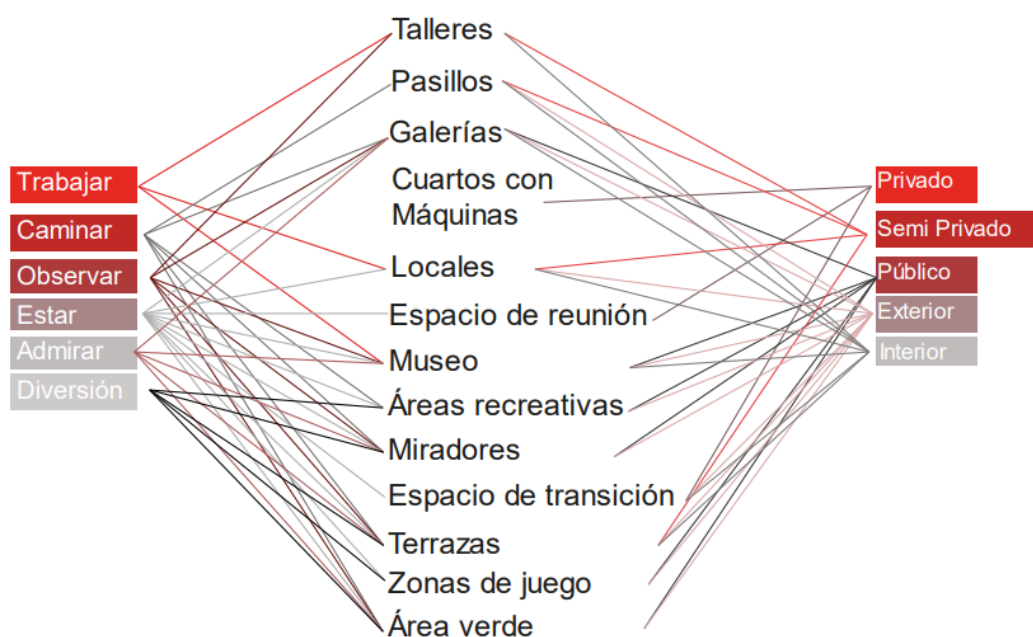 Trabajar
Caminar
Observar
Estar
Admirar
Diversión
Talleres
Pasillos
Galerías
Cuartos con
Máquinas
Locales
Espacio de reunión
Museo
Áreas recreativas
Miradores
Espacio de transición
Terrazas
Zonas de juego
Área verde
Privado
Semi Privado
Público
Exterior
Interior